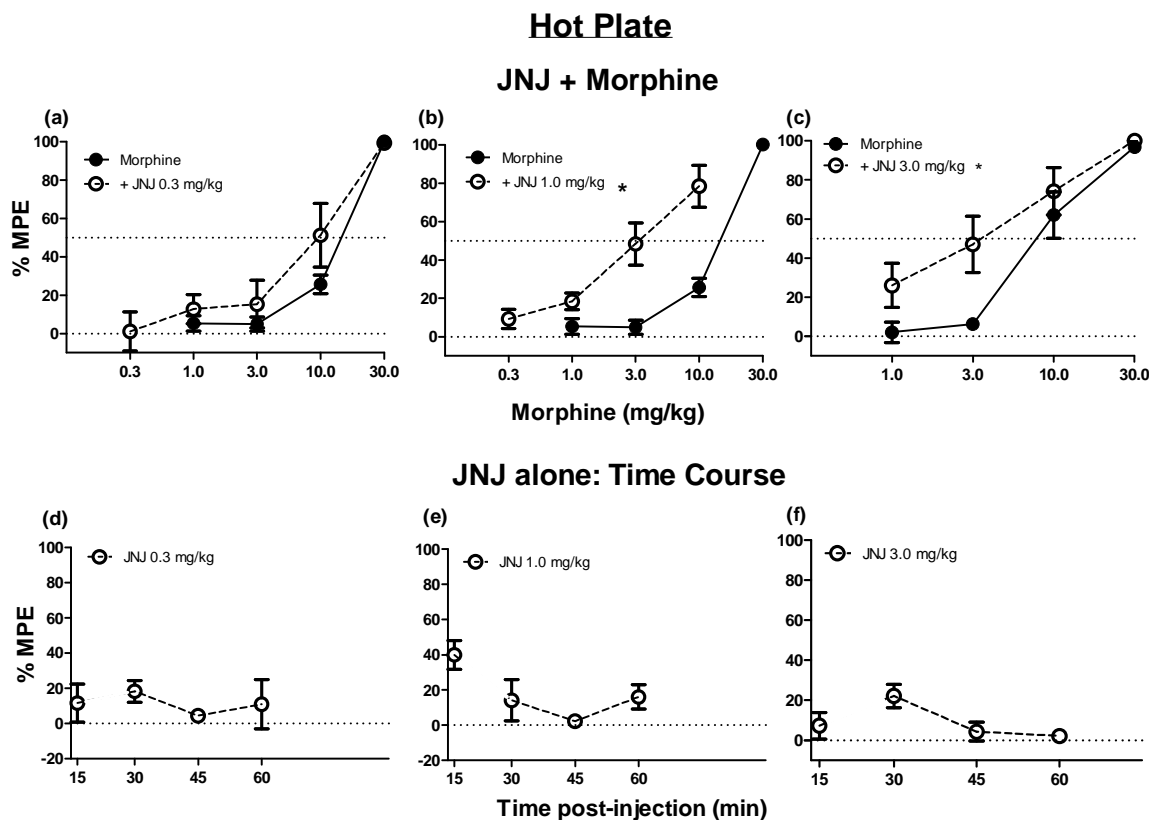 Hot Plate
JNJ + Morphine
(a)
Morphine
+ JNJ 0.3 mg/kg
% MPE
100
80
60
40
20
0
0.3 1.0 3.0 10.0 30.0
(b)
Morphine
+ JNJ 1.0 mg/kg *
100
80
60
40
20
0
0.3 1.0 3.0 10.0 30.0
(c)
Morphine
+ JNJ 3.0 mg/kg *
100
80
60
40
20
0
1.0 3.0 10.0 30.0
Morphine (mg/kg)
JNJ alone: Time Course
(d)
JNJ 0.3 mg/kg
% MPE
100
80
60
40
20
0
-20
15 30 45 60
(e)
JNJ 1.0 mg/kg
100
80
60
40
20
0
-20
15 30 45 60
(f)
JNJ 3.0 mg/kg
100
80
60
40
20
0
15 30 45 60
Time post-injection (min)